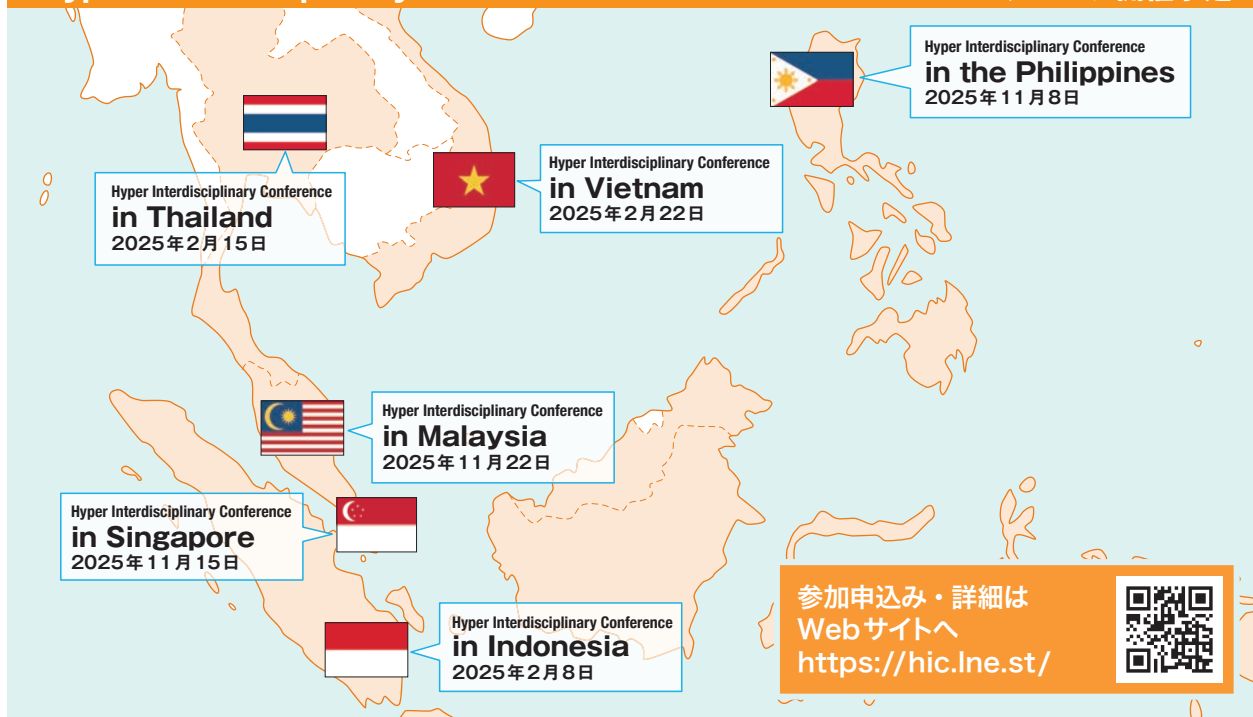 Hyper Interdisciplinary Conference
in the Philippines
2025年11月8日
Hyper Interdisciplinary Conference
in Thailand
2025年2月15日
Hyper Interdisciplinary Conference
in Vietnam
2025年2月22日
Hyper Interdisciplinary Conference
in Malaysia
2025年11月22日
Hyper Interdisciplinary Conference
in Singapore
2025年11月15日
Hyper Interdisciplinary Conference
in Indonesia
2025年2月8日
参加申込み・詳細は
Webサイトへ
https://hic.lne.st/